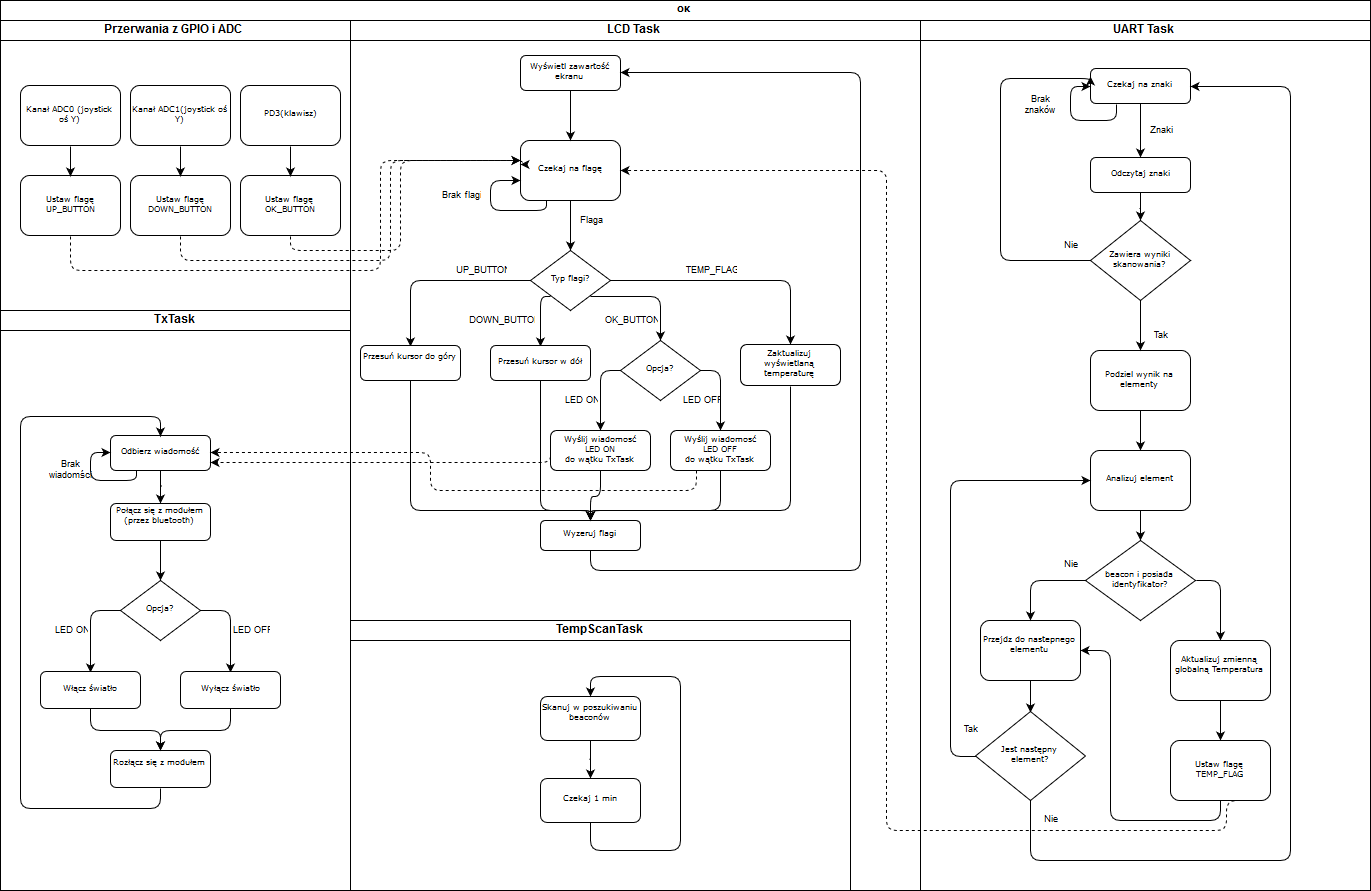 OK
Przerwania z GPIO i ADC
Kanał ADC0 (joystick
oś Y)
Kanał ADC1(joystick oś
Y)
PD3(klawisz)
Ustaw flagę
UP_BUTTON
Ustaw flagę
DOWN_BUTTON
Ustaw flagę
OK_BUTTON
TxTask
Odbierz wiadomość
Brak
wiadomości
Połącz się z modułem
(przez bluetooth)
Opcja?
LED ON
LED OFF
Włącz światło
Wyłącz światło
Rozłącz się z modułem
LCD Task
Wyświetl zawartość
ekranu
Czekaj na flagę
Brak flagi
Flaga
Typ flagi?
UP_BUTTON
TEMP_FLAG
DOWN_BUTTO
OK_BUTTON
Przesuń kursor do góry
Przesuń kursor w dół
Opcja?
Zaktualizuj
wyświetlaną
temperaturę
LED ON
LED OFF
Wyślij wiadomosć
LED ON
do wątku TxTask
Wyślij wiadomosć
LED OFF
do wątku TxTask
Wyzeruj flagi
TempScanTask
Skanuj w poszukiwaniu
beaconów
Czekaj 1 min
UART Task
Czekaj na znaki
Brak
znaków
Znaki
Odczytaj znaki
Zawiera wyniki
skanowania?
Nie
Tak
Podziel wynik na
elementy
Analizuj element
beacon i posiada
identyfikator?
Nie
Przejdz do nastepnego
elementu
Aktualizuj zmienną
globalną Temperatura
Jest następny
element?
Tak
Ustaw flagę
TEMP_FLAG
Nie